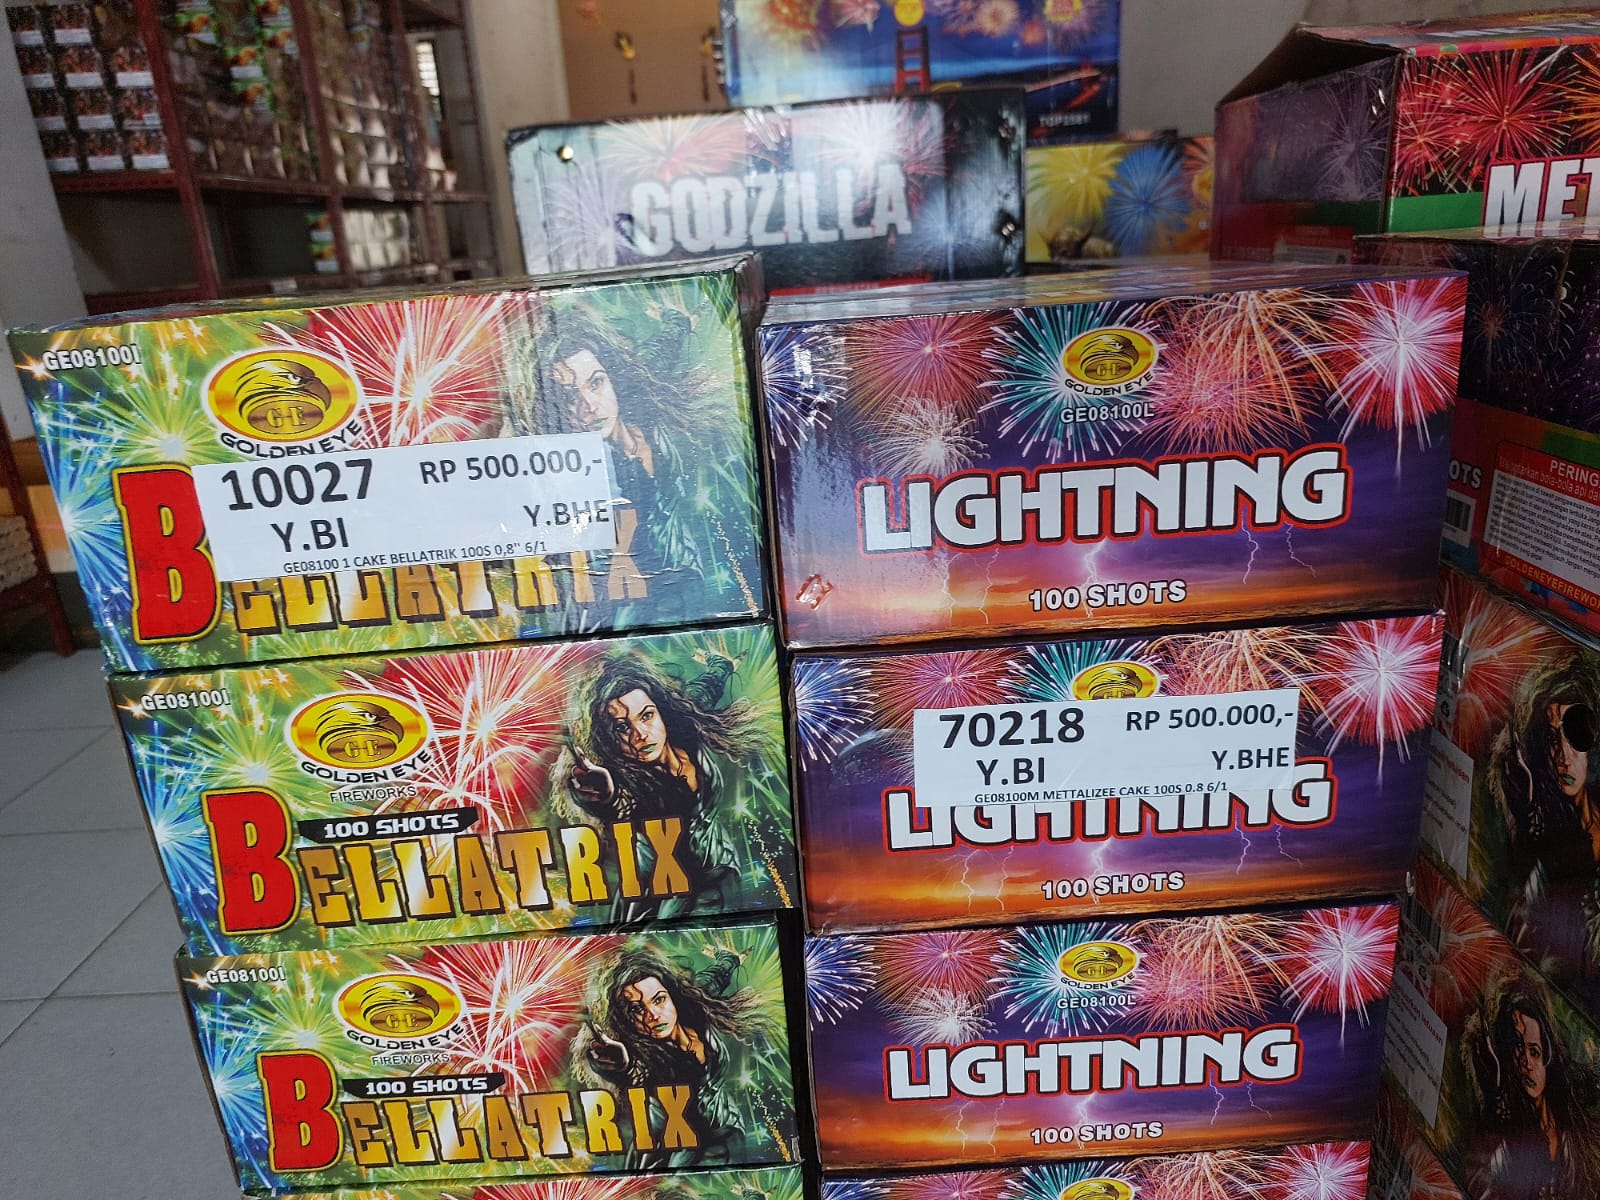 TOP2981
GODZILLA
MET
GE08100I
G-E
GOLDEN EYE
10027 RP 500.000,-
Y.BI Y.BHE
GE08100 1 CAKE BELLATRIK 100S 0,8" 6/1
BELLATRIX
GE08100I
G-E
GOLDEN EYE
FIREWORKS
100 SHOTS
BELLATRIX
GE08100I
G-E
GOLDEN EYE
FIREWORKS
100 SHOTS
BELLATRIX
G-E
GOLDEN EYE
GE08100L
LIGHTNING
100 SHOTS
70218 RP 500.000,-
Y.BI Y.BHE
GE08100M METTALIZEE CAKE 100S 0.8 6/1
LIGHTNING
100 SHOTS
G-E
GOLDEN EYE
GE08100L
LIGHTNING
100 SHOTS
OTS
PERING